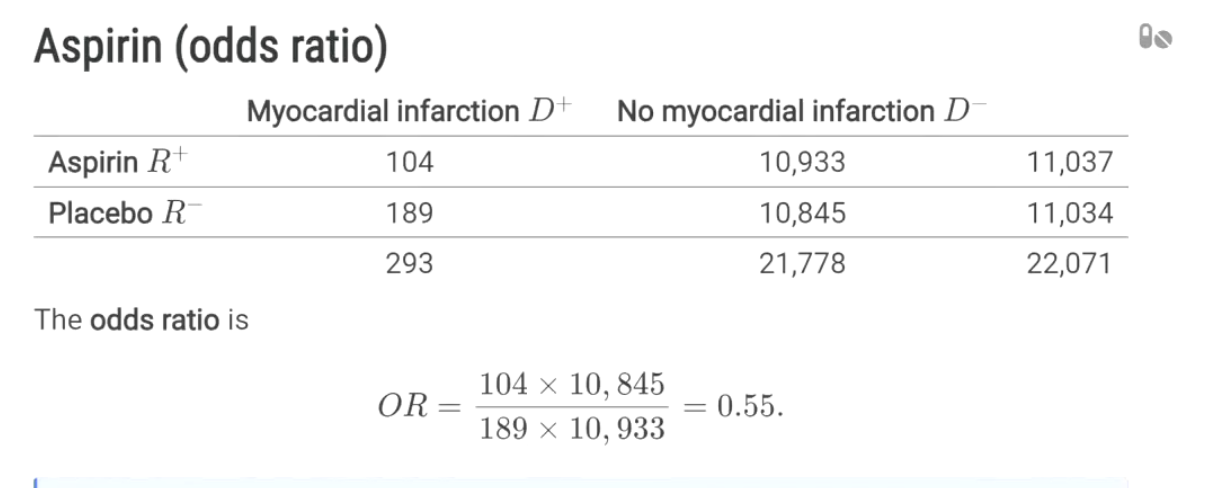 Aspirin (odds ratio)
Myocardial infarction D⁺ No myocardial infarction D⁻
Aspirin R⁺ 104 10,933 11,037
Placebo R⁻ 189 10,845 11,034
293 21,778 22,071
The odds ratio is
OR = \frac{104 × 10, 845}{189 × 10, 933} = 0.55.